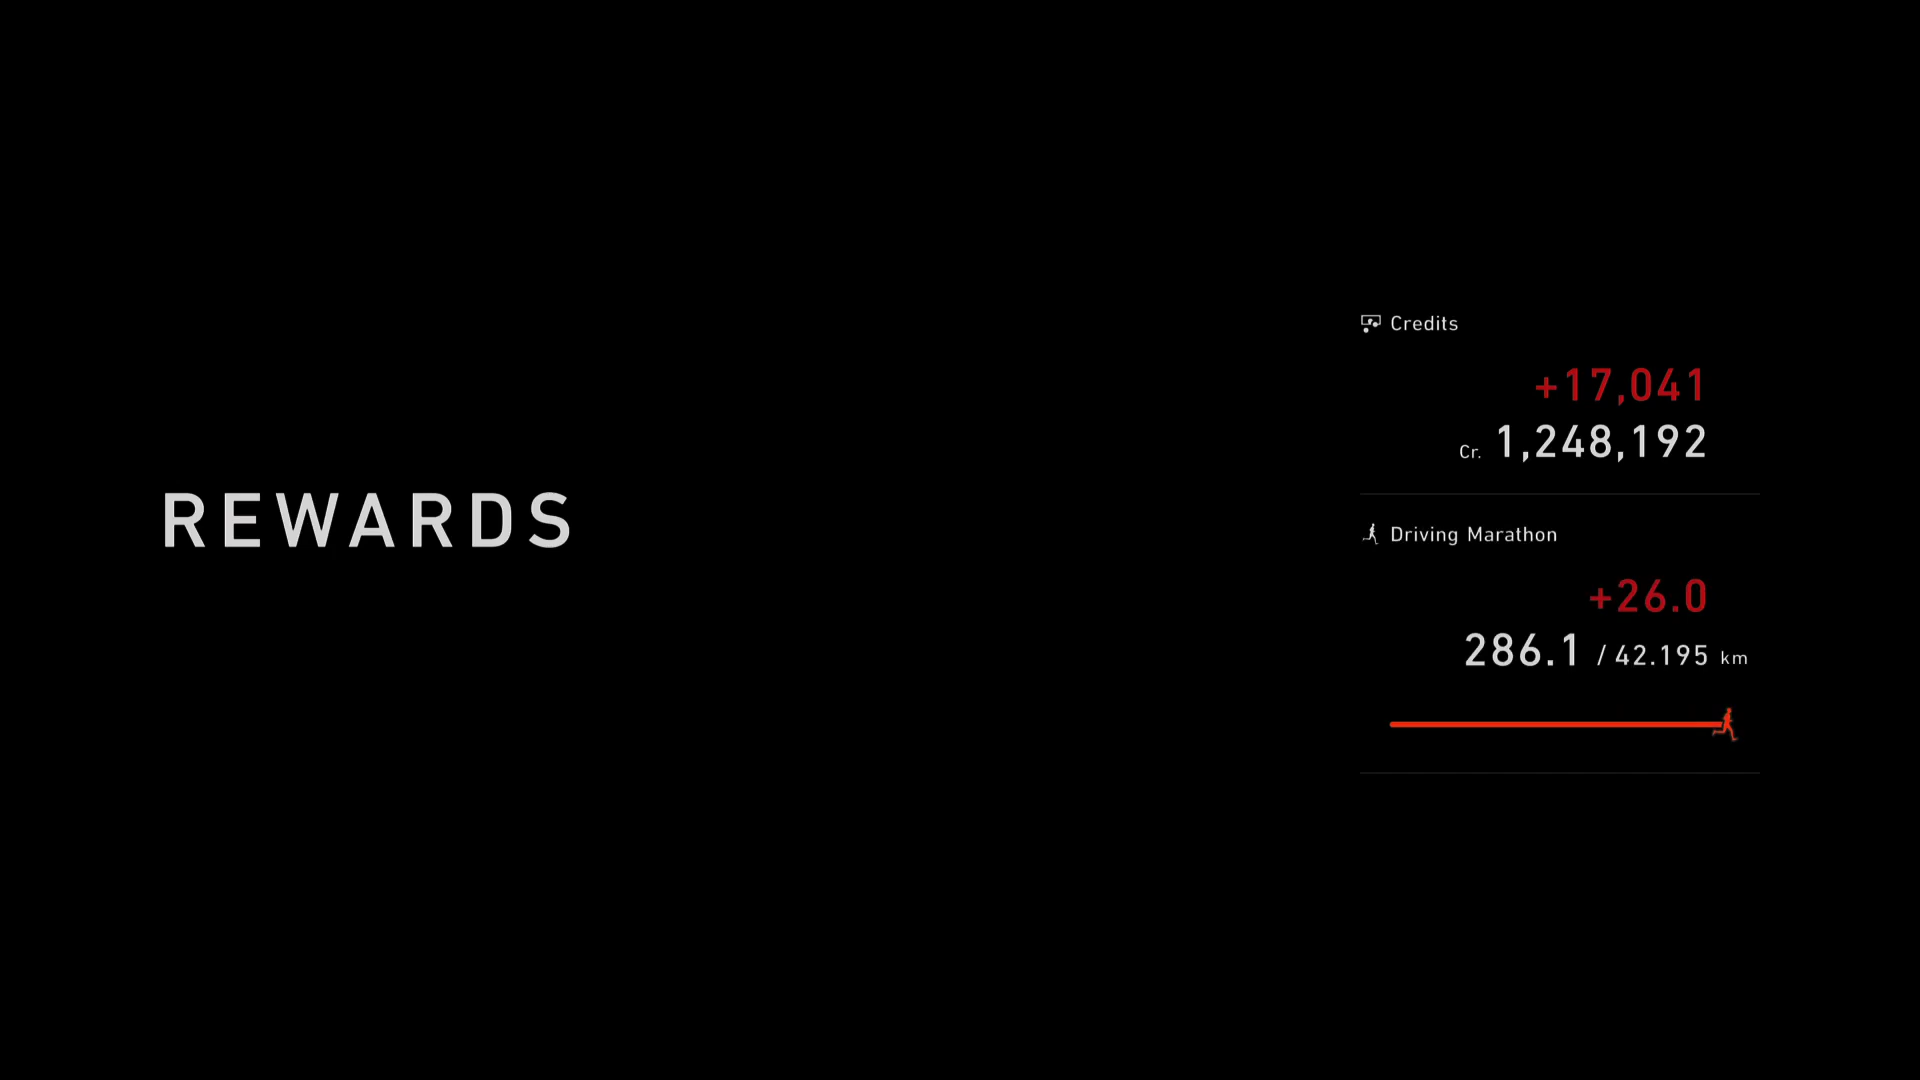 REWARDS
Credits
+17,041
Cr. 1,248,192
Driving Marathon
+26.0
286.1 / 42.195 km